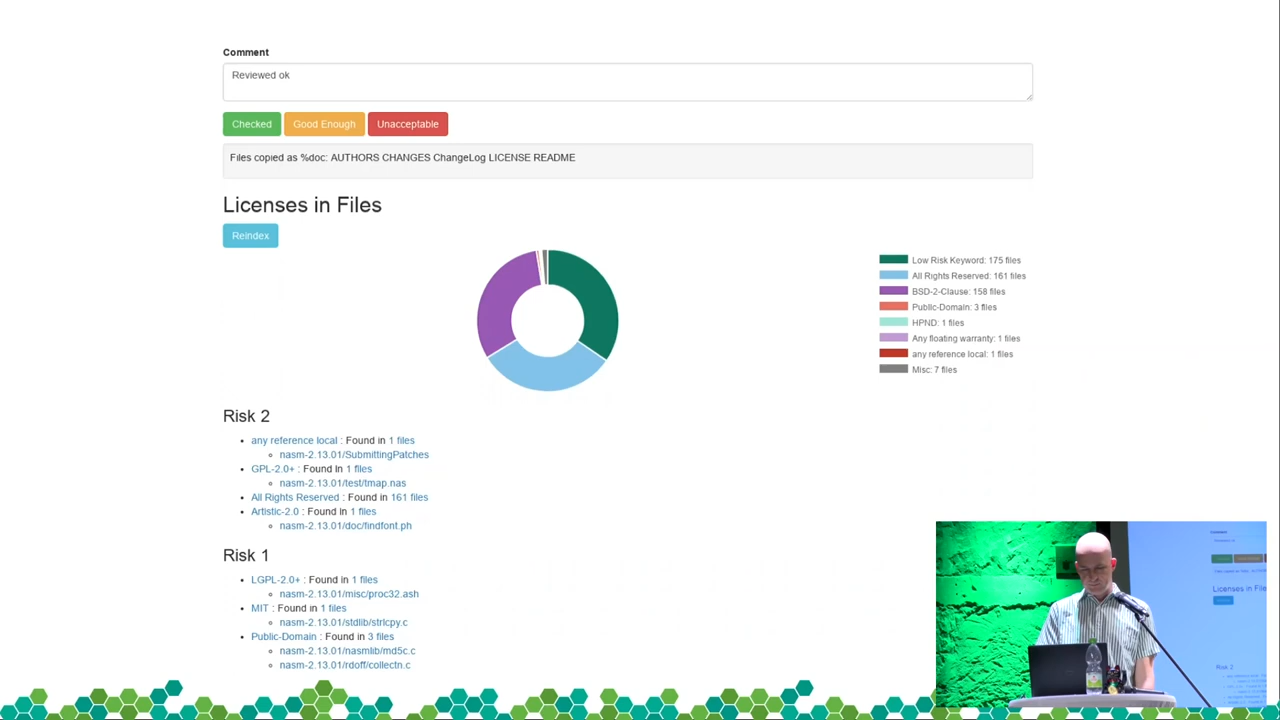 Comment
Reviewed ok
Checked
Good Enough
Unacceptable
Files copied as %doc: AUTHORS CHANGES ChangeLog LICENSE README
Licenses in Files
Reindex
Low Risk Keyword: 175 files
All Rights Reserved: 161 files
BSD-2-Clause: 158 files
Public-Domain: 3 files
HPND: 1 files
Any floating warranty: 1 files
any reference local: 1 files
Misc: 7 files
Risk 2
any reference local : Found in 1 files
nasm-2.13.01/SubmittingPatches
GPL-2.0+ : Found in 1 files
nasm-2.13.01/test/tmap.nas
All Rights Reserved : Found in 161 files
Artistic-2.0 : Found in 1 files
nasm-2.13.01/doc/findfont.ph
Risk 1
LGPL-2.0+ : Found in 1 files
nasm-2.13.01/misc/proc32.ash
MIT : Found in 1 files
nasm-2.13.01/stdlib/strlcpy.c
Public-Domain : Found in 3 files
nasm-2.13.01/nasmlib/md5c.c
nasm-2.13.01/rdoff/collectn.c
Comment
Licenses in File
Risk 2